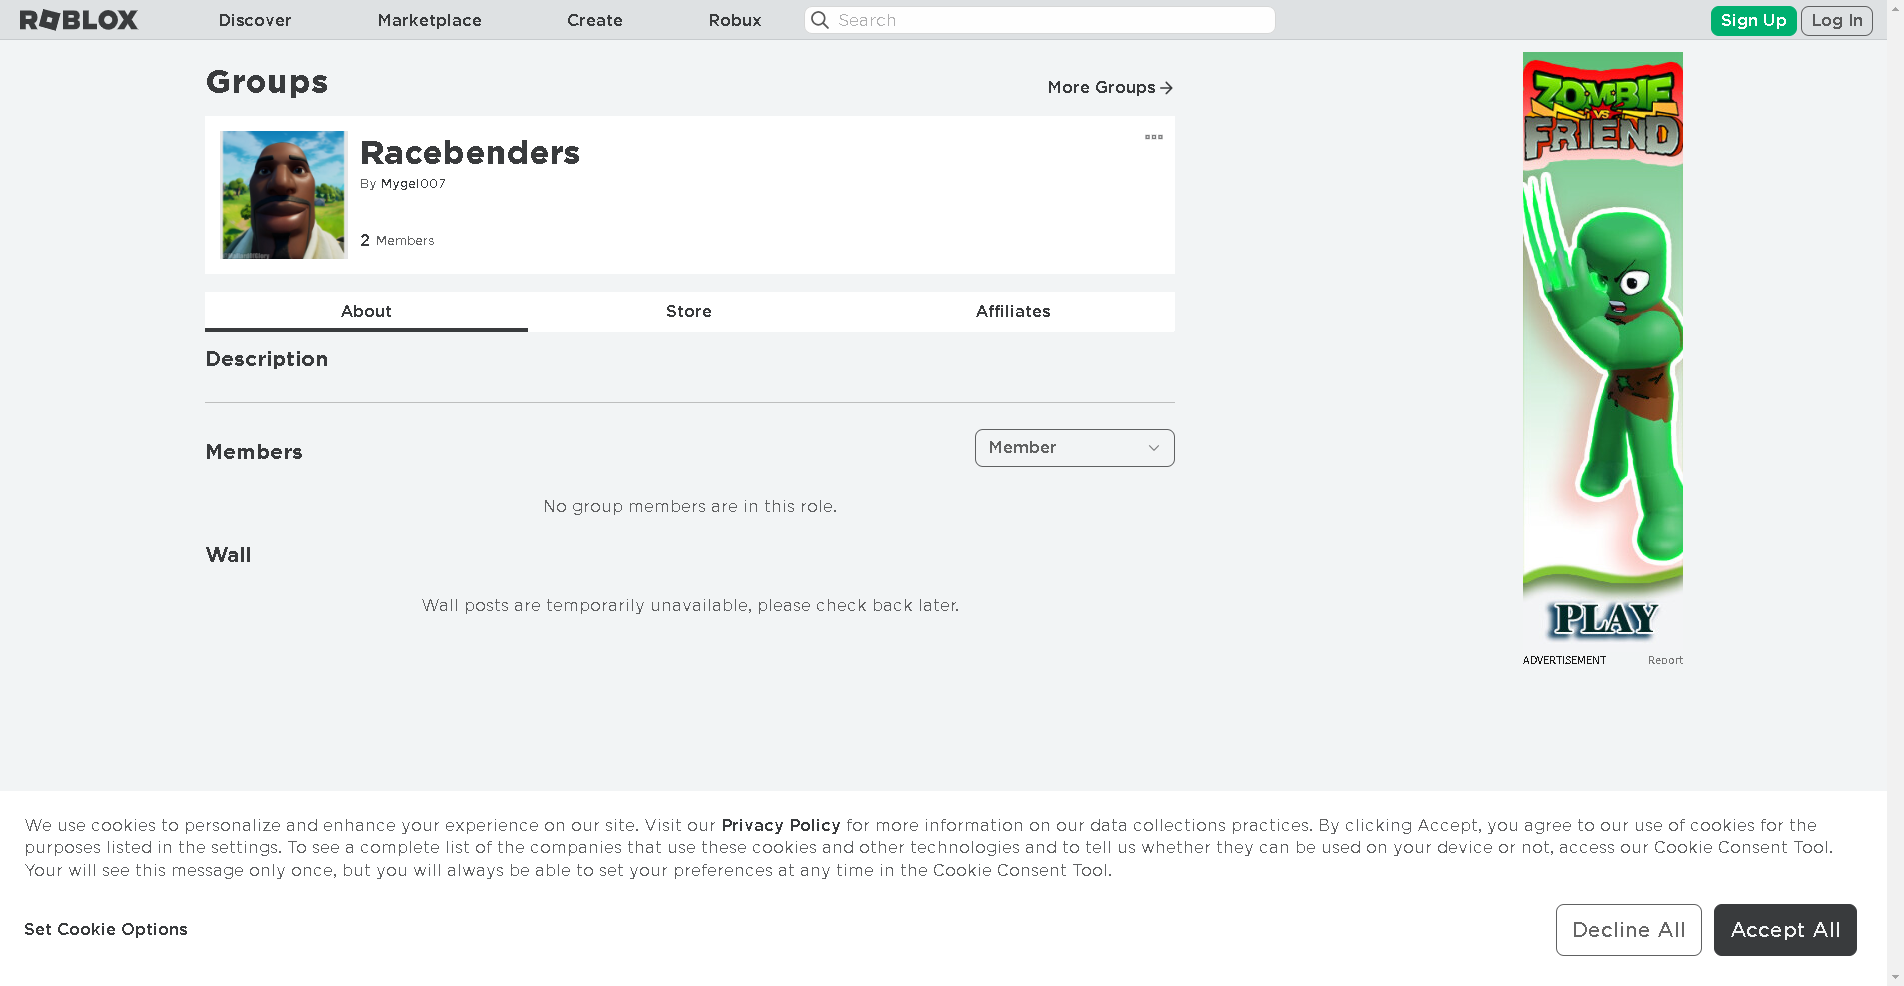 ROBLOX
Discover
Marketplace
Create
Robux
Search
Sign Up
Log In
Groups
More Groups
Racebenders
By Mygel007
2 Members
About
Store
Affiliates
Description
Members
Member
No group members are in this role.
Wall
Wall posts are temporarily unavailable, please check back later.
ZOMBIE
VS
FRIEND
PLAY
ADVERTISEMENT
Report
We use cookies to personalize and enhance your experience on our site. Visit our Privacy Policy for more information on our data collections practices. By clicking Accept, you agree to our use of cookies for the
purposes listed in the settings. To see a complete list of the companies that use these cookies and other technologies and to tell us whether they can be used on your device or not, access our Cookie Consent Tool.
Your will see this message only once, but you will always be able to set your preferences at any time in the Cookie Consent Tool.
Set Cookie Options
Decline All
Accept All